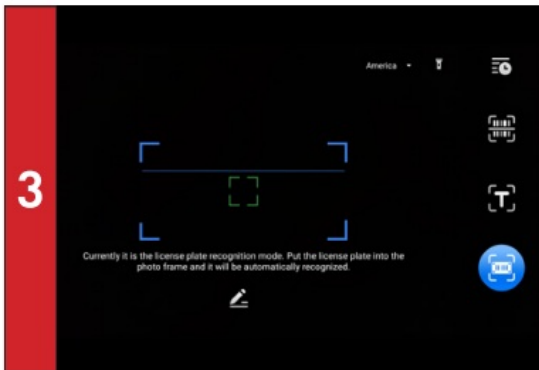 3
America
T
Currently it is the license plate recognition mode. Put the license plate into the
photo frame and it will be automatically recognized.